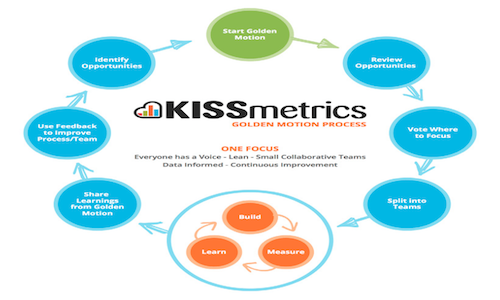 Start Golden
Motion
Review
Opportunities
Vote Where
to Focus
Split into
Teams
Build
Measure
Learn
Share
Learnings
from Golden
Motion
Use Feedback
to Improve
Process/Team
Identify
Opportunities
KISSmetrics
GOLDEN MOTION PROCESS
ONE FOCUS
Everyone has a Voice - Lean - Small Collaborative Teams
Data Informed - Continuous Improvement